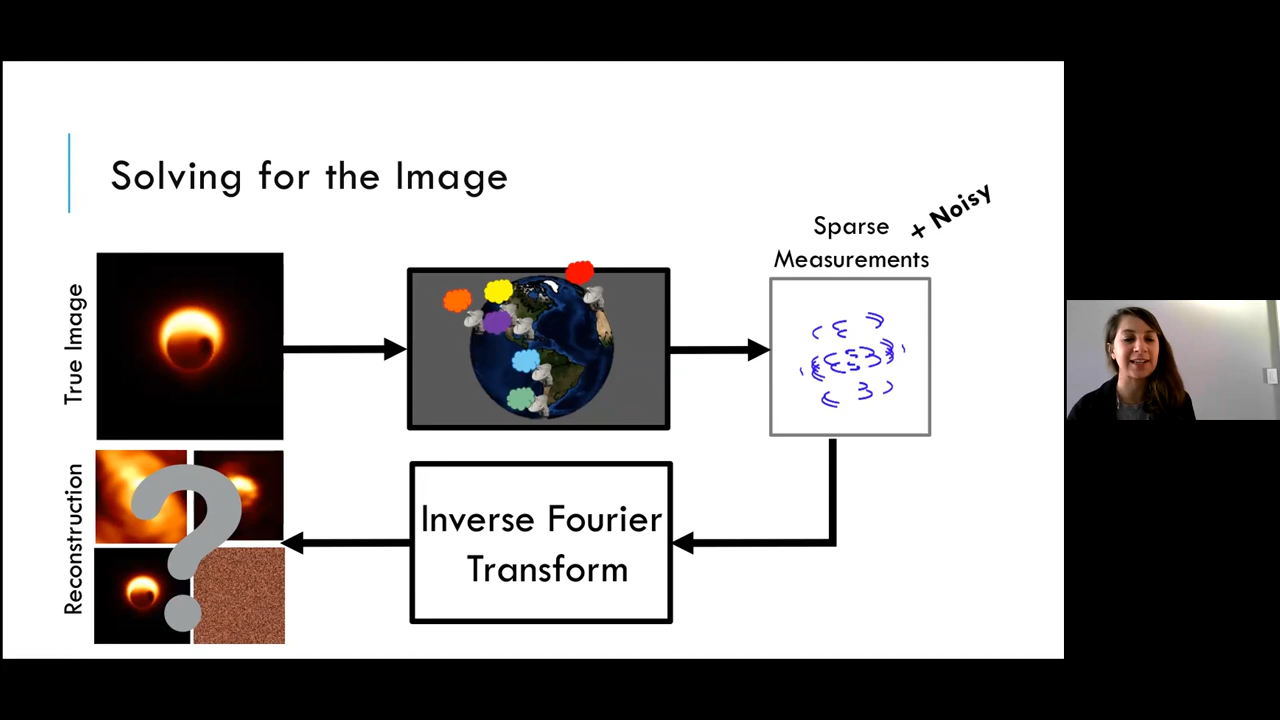 Solving for the Image
Sparse
Measurements
+ Noisy
True Image
Reconstruction
?
Inverse Fourier
Transform